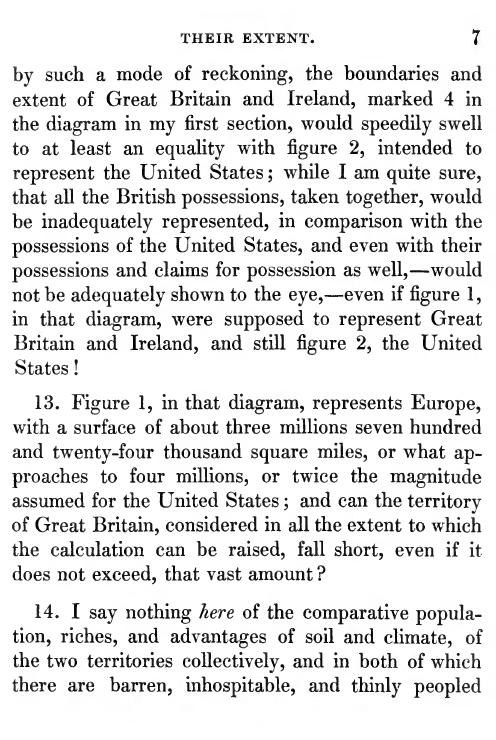 THEIR EXTENT. 7
by such a mode of reckoning, the boundaries and
extent of Great Britain and Ireland, marked 4 in
the diagram in my first section, would speedily swell
to at least an equality with figure 2, intended to
represent the United States; while I am quite sure,
that all the British possessions, taken together, would
be inadequately represented, in comparison with the
possessions of the United States, and even with their
possessions and claims for possession as well,—would
not be adequately shown to the eye,—even if figure 1,
in that diagram, were supposed to represent Great
Britain and Ireland, and still figure 2, the United
States!
13. Figure 1, in that diagram, represents Europe,
with a surface of about three millions seven hundred
and twenty-four thousand square miles, or what ap-
proaches to four millions, or twice the magnitude
assumed for the United States; and can the territory
of Great Britain, considered in all the extent to which
the calculation can be raised, fall short, even if it
does not exceed, that vast amount?
14. I say nothing here of the comparative popula-
tion, riches, and advantages of soil and climate, of
the two territories collectively, and in both of which
there are barren, inhospitable, and thinly peopled